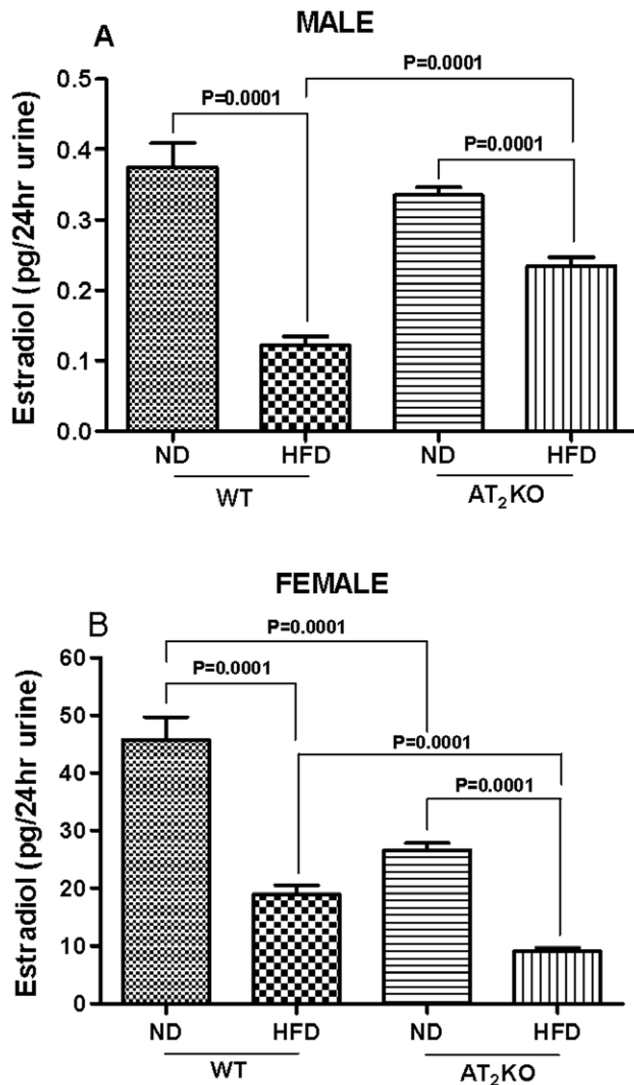 A
MALE
Estradiol (pg/24hr urine)
0.5
0.4
0.3
0.2
0.1
0.0
P=0.0001
P=0.0001
P=0.0001
ND
HFD
ND
HFD
WT
AT₂KO
FEMALE
B
Estradiol (pg/24hr urine)
60
50
40
30
20
10
0
P=0.0001
P=0.0001
P=0.0001
P=0.0001
ND
HFD
ND
HFD
WT
AT₂KO